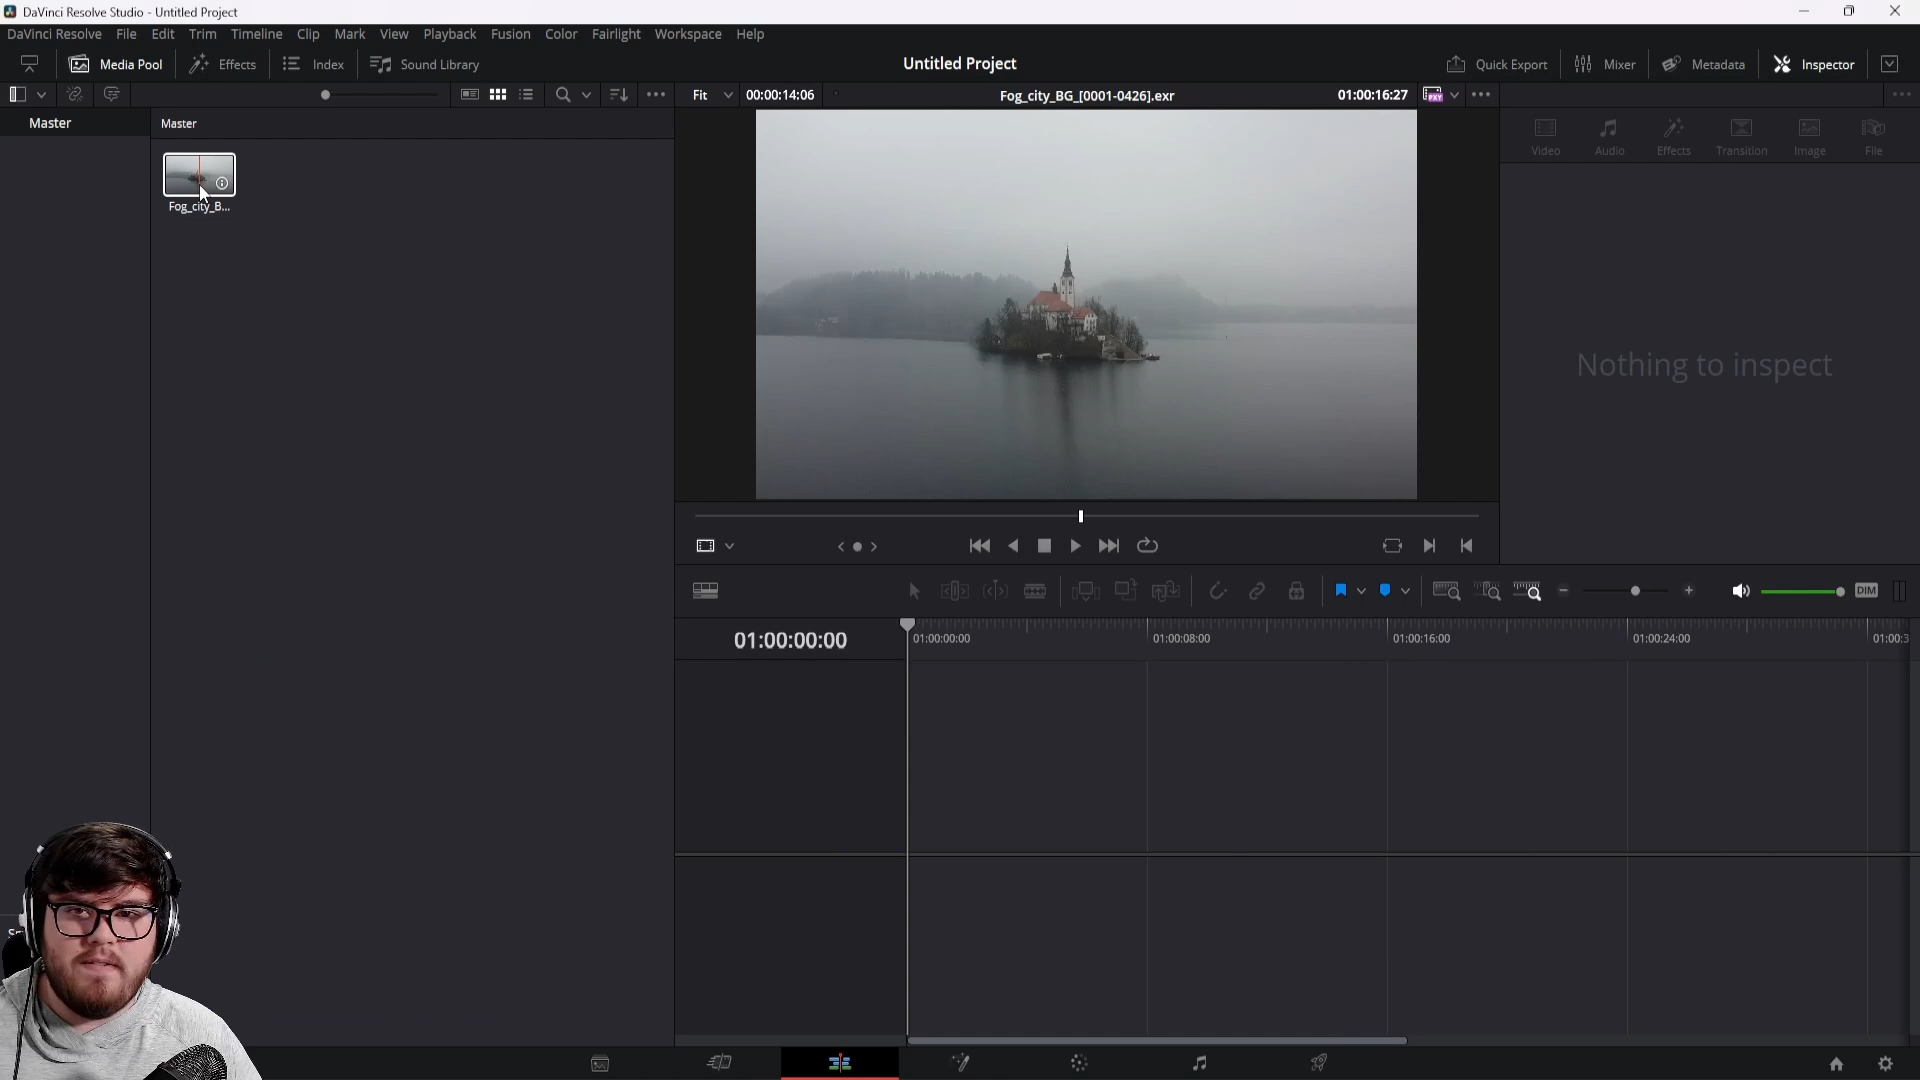 DaVinci Resolve Studio - Untitled Project
DaVinci Resolve File Edit Trim Timeline Clip Mark View Playback Fusion Color Fairlight Workspace Help
Media Pool Effects Index Sound Library Untitled Project Quick Export Mixer Metadata Inspector
Fit 00:00:14:06 Fog_city_BG_[0001-0426].exr 01:00:16:27 PXY
Master Master
Video Audio Effects Transition Image File
Fog_city_B...
Nothing to inspect
DIM
01:00:00:00 01:00:00:00 01:00:08:00 01:00:16:00 01:00:24:00 01:00:3